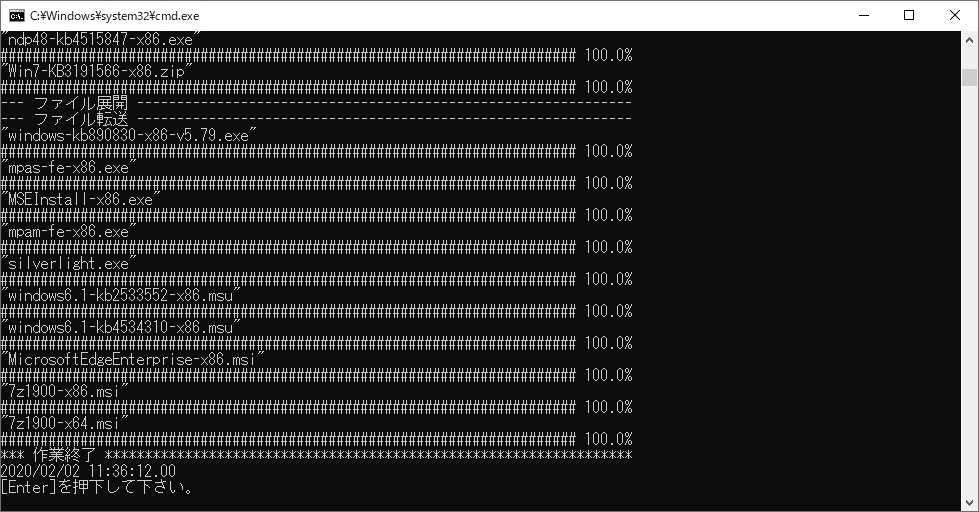 C:¥Windows¥system32¥cmd.exe
"ndp48-kb4515847-x86.exe"
######################################################################## 100.0%
"Win7-KB3191566-x86.zip"
######################################################################## 100.0%
--- ファイル展開 --------------------------------------------------------------
--- ファイル転送 --------------------------------------------------------------
"windows-kb890830-x86-v5.79.exe"
######################################################################## 100.0%
"mpas-fe-x86.exe"
######################################################################## 100.0%
"MSEInstall-x86.exe"
######################################################################## 100.0%
"mpam-fe-x86.exe"
######################################################################## 100.0%
"silverlight.exe"
######################################################################## 100.0%
"windows6.1-kb2533552-x86.msu"
######################################################################## 100.0%
"windows6.1-kb4534310-x86.msu"
######################################################################## 100.0%
"MicrosoftEdgeEnterprise-x86.msi"
######################################################################## 100.0%
"7z1900-x86.msi"
######################################################################## 100.0%
"7z1900-x64.msi"
######################################################################## 100.0%
*** 作業終了 ******************************************************************
2020/02/02 11:36:12.00
[Enter]を押下して下さい。